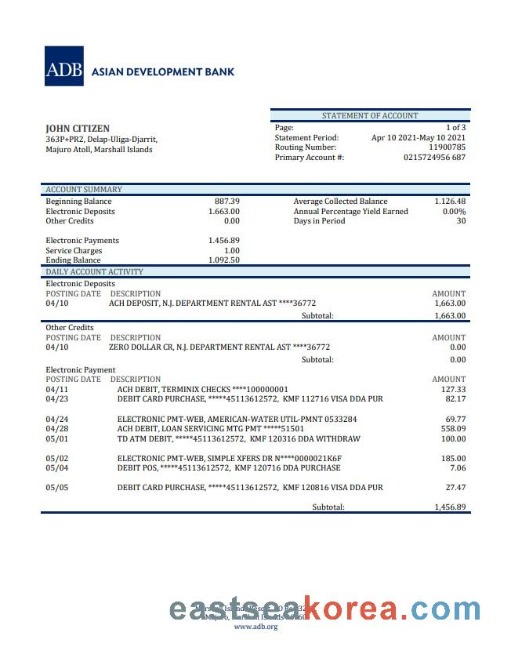 ADB ASIAN DEVELOPMENT BANK
STATEMENT OF ACCOUNT
JOHN CITIZEN
363P+PR2, Delap-Uliga-Djarrit,
Majuro Atoll, Marshall Islands
Page: 1 of 3
Statement Period: Apr 10 2021-May 10 2021
Routing Number: 11900785
Primary Account #: 0215724956 687
ACCOUNT SUMMARY
Beginning Balance 887.39 Average Collected Balance 1.126.48
Electronic Deposits 1.663.00 Annual Percentage Yield Earned 0.00%
Other Credits 0.00 Days in Period 30
Electronic Payments 1.456.89
Service Charges 1.00
Ending Balance 1.092.50
DAILY ACCOUNT ACTIVITY
Electronic Deposits
POSTING DATE DESCRIPTION AMOUNT
04/10 ACH DEPOSIT, N.J. DEPARTMENT RENTAL AST ****36772 1,663.00
Subtotal: 1,663.00
Other Credits
POSTING DATE DESCRIPTION AMOUNT
04/10 ZERO DOLLAR CR, N.J. DEPARTMENT RENTAL AST ****36772 0.00
Subtotal: 0.00
Electronic Payment
POSTING DATE DESCRIPTION AMOUNT
04/11 ACH DEBIT, TERMINIX CHECKS ****100000001 127.33
04/23 DEBIT CARD PURCHASE, *****45113612572, KMF 112716 VISA DDA PUR 82.17
04/24 ELECTRONIC PMT-WEB, AMERICAN-WATER UTIL-PMNT 0533284 69.77
04/28 ACH DEBIT, LOAN SERVICING MTG PMT *****51501 558.09
05/01 TD ATM DEBIT, *****45113612572, KMF 120316 DDA WITHDRAW 100.00
05/02 ELECTRONIC PMT-WEB, SIMPLE XFERS DR N****0000021K6F 185.00
05/04 DEBIT POS, *****45113612572, KMF 120716 DDA PURCHASE 7.06
05/05 DEBIT CARD PURCHASE, *****45113612572, KMF 120816 VISA DDA PUR 27.47
Subtotal: 1,456.89
eastseakorea.com
www.adb.org